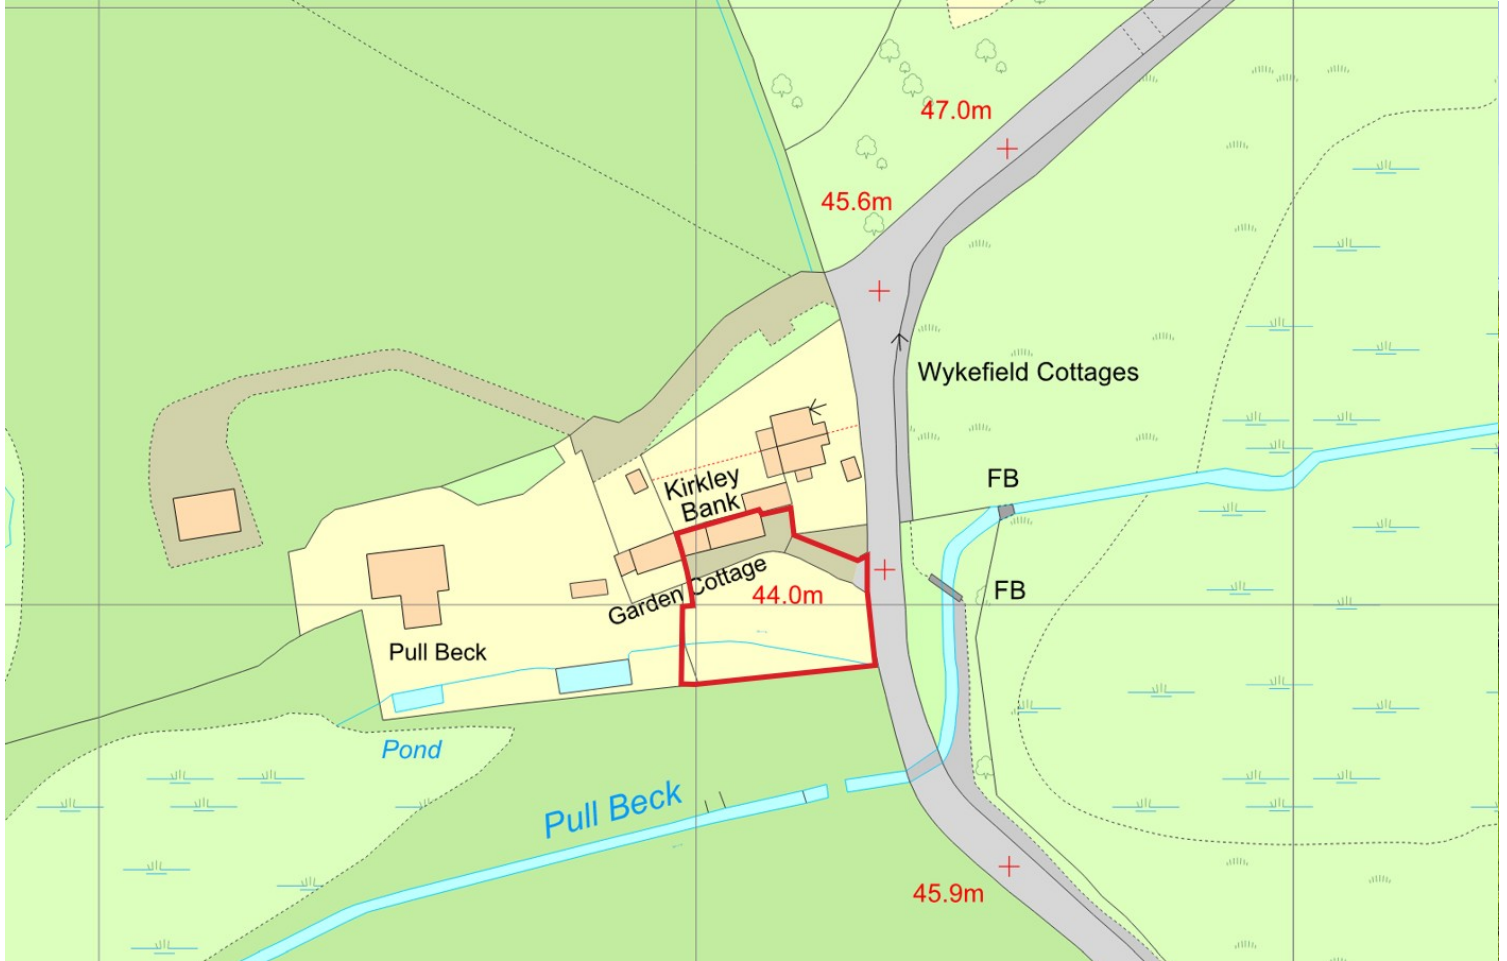 47.0m
45.6m
Wykefield Cottages
Kirkley
Bank
FB
FB
Garden Cottage
44.0m
Pull Beck
Pond
Pull Beck
45.9m